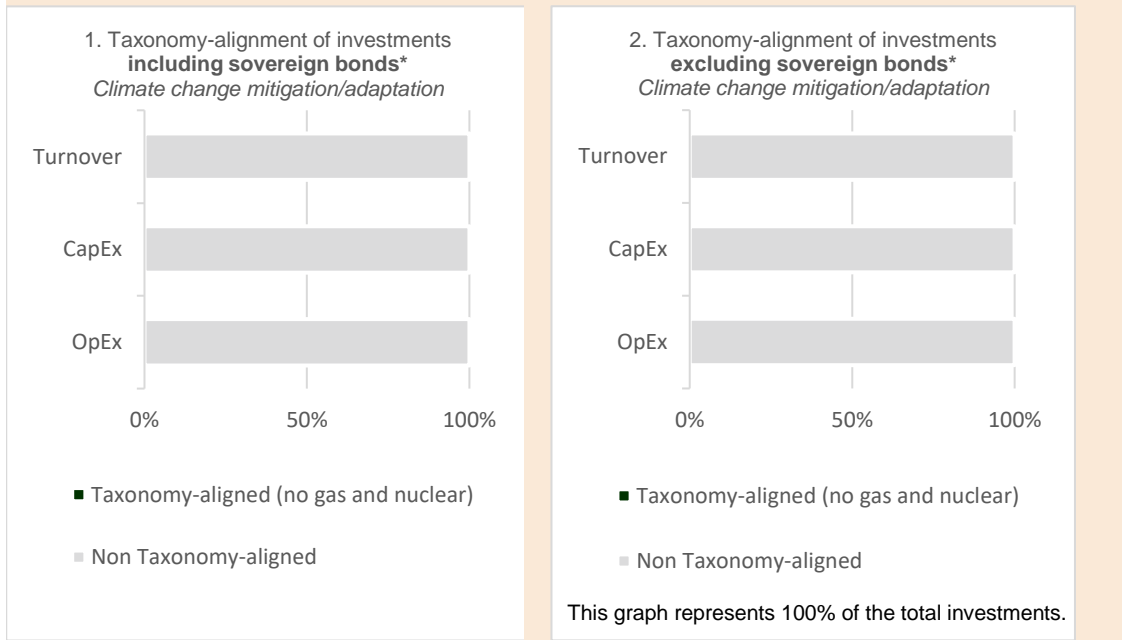 1. Taxonomy-alignment of investments
including sovereign bonds*
Climate change mitigation/adaptation
Turnover
CapEx
OpEx
0% 50% 100%
Taxonomy-aligned (no gas and nuclear)
Non Taxonomy-aligned
2. Taxonomy-alignment of investments
excluding sovereign bonds*
Climate change mitigation/adaptation
Turnover
CapEx
OpEx
0% 50% 100%
Taxonomy-aligned (no gas and nuclear)
Non Taxonomy-aligned
This graph represents 100% of the total investments.